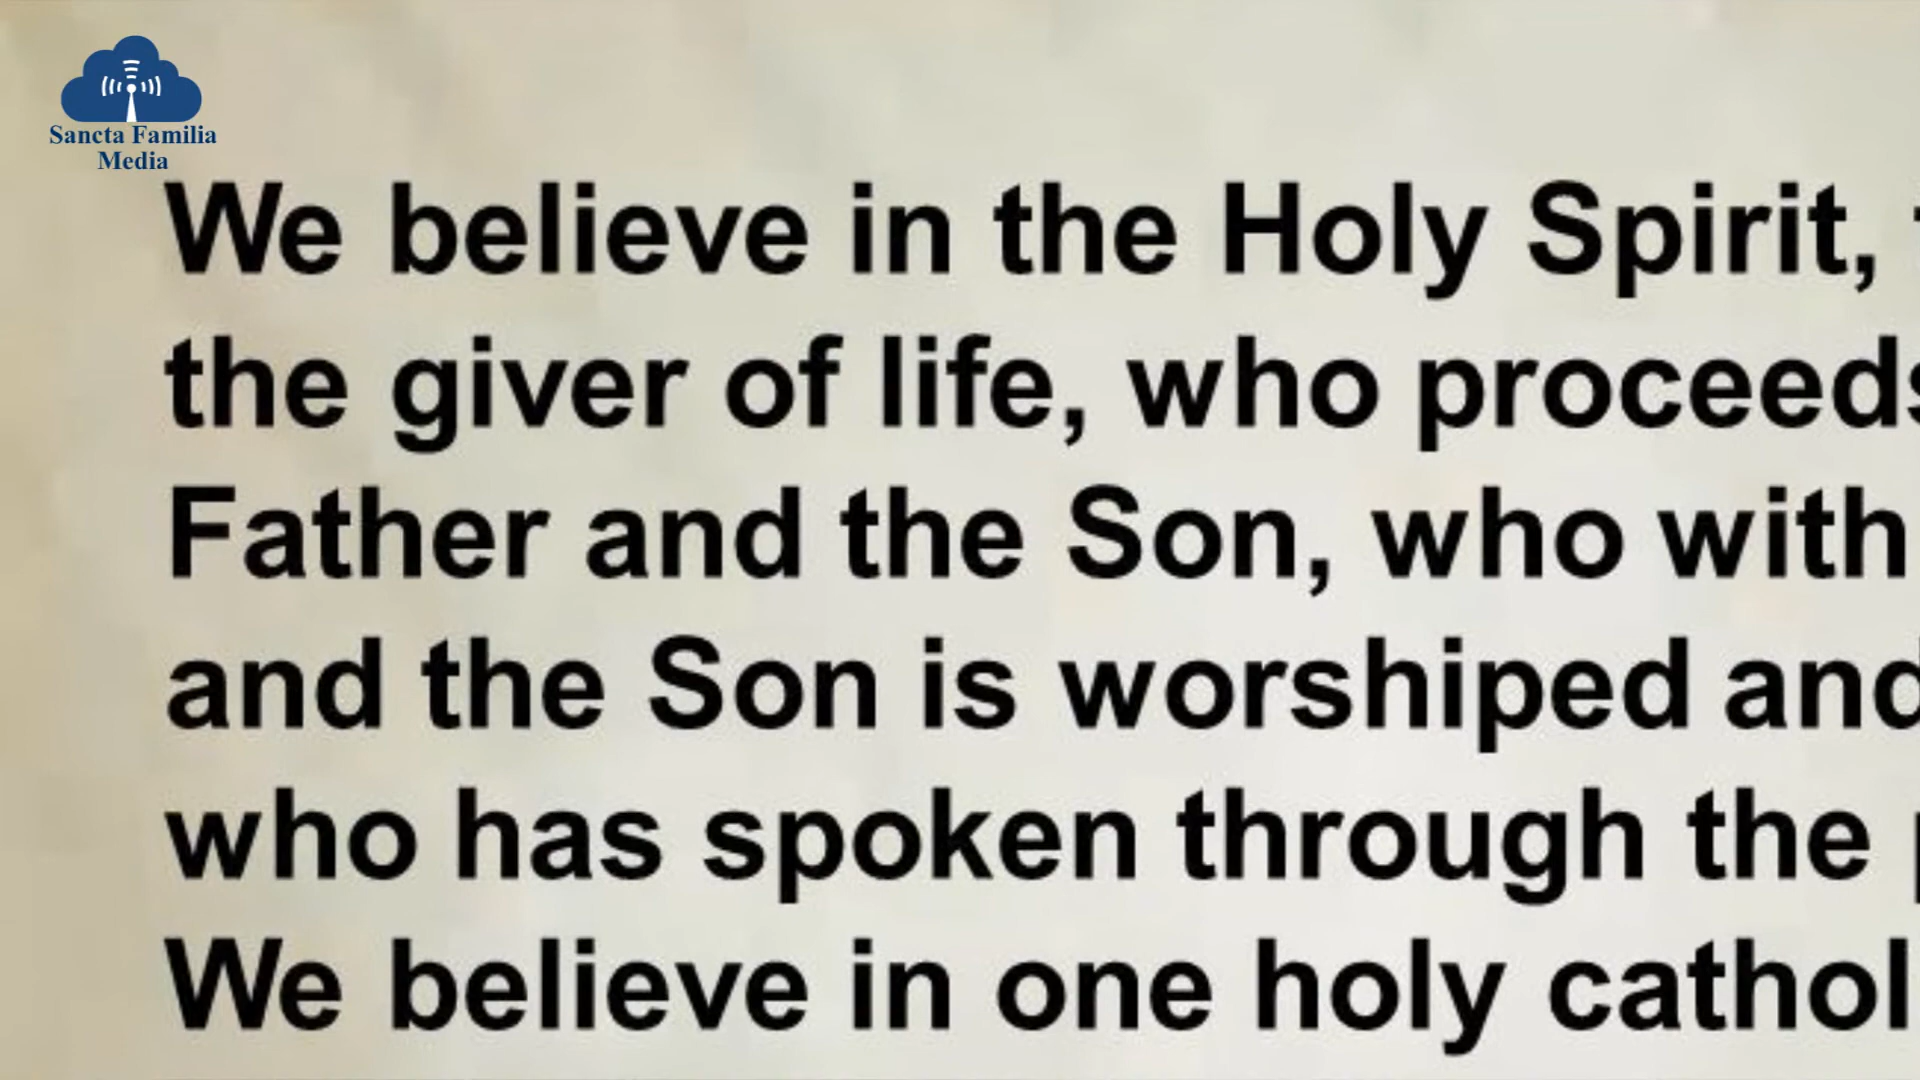 Sancta Familia
Media
We believe in the Holy Spirit,
the giver of life, who proceeds
Father and the Son, who with
and the Son is worshiped and
who has spoken through the
We believe in one holy